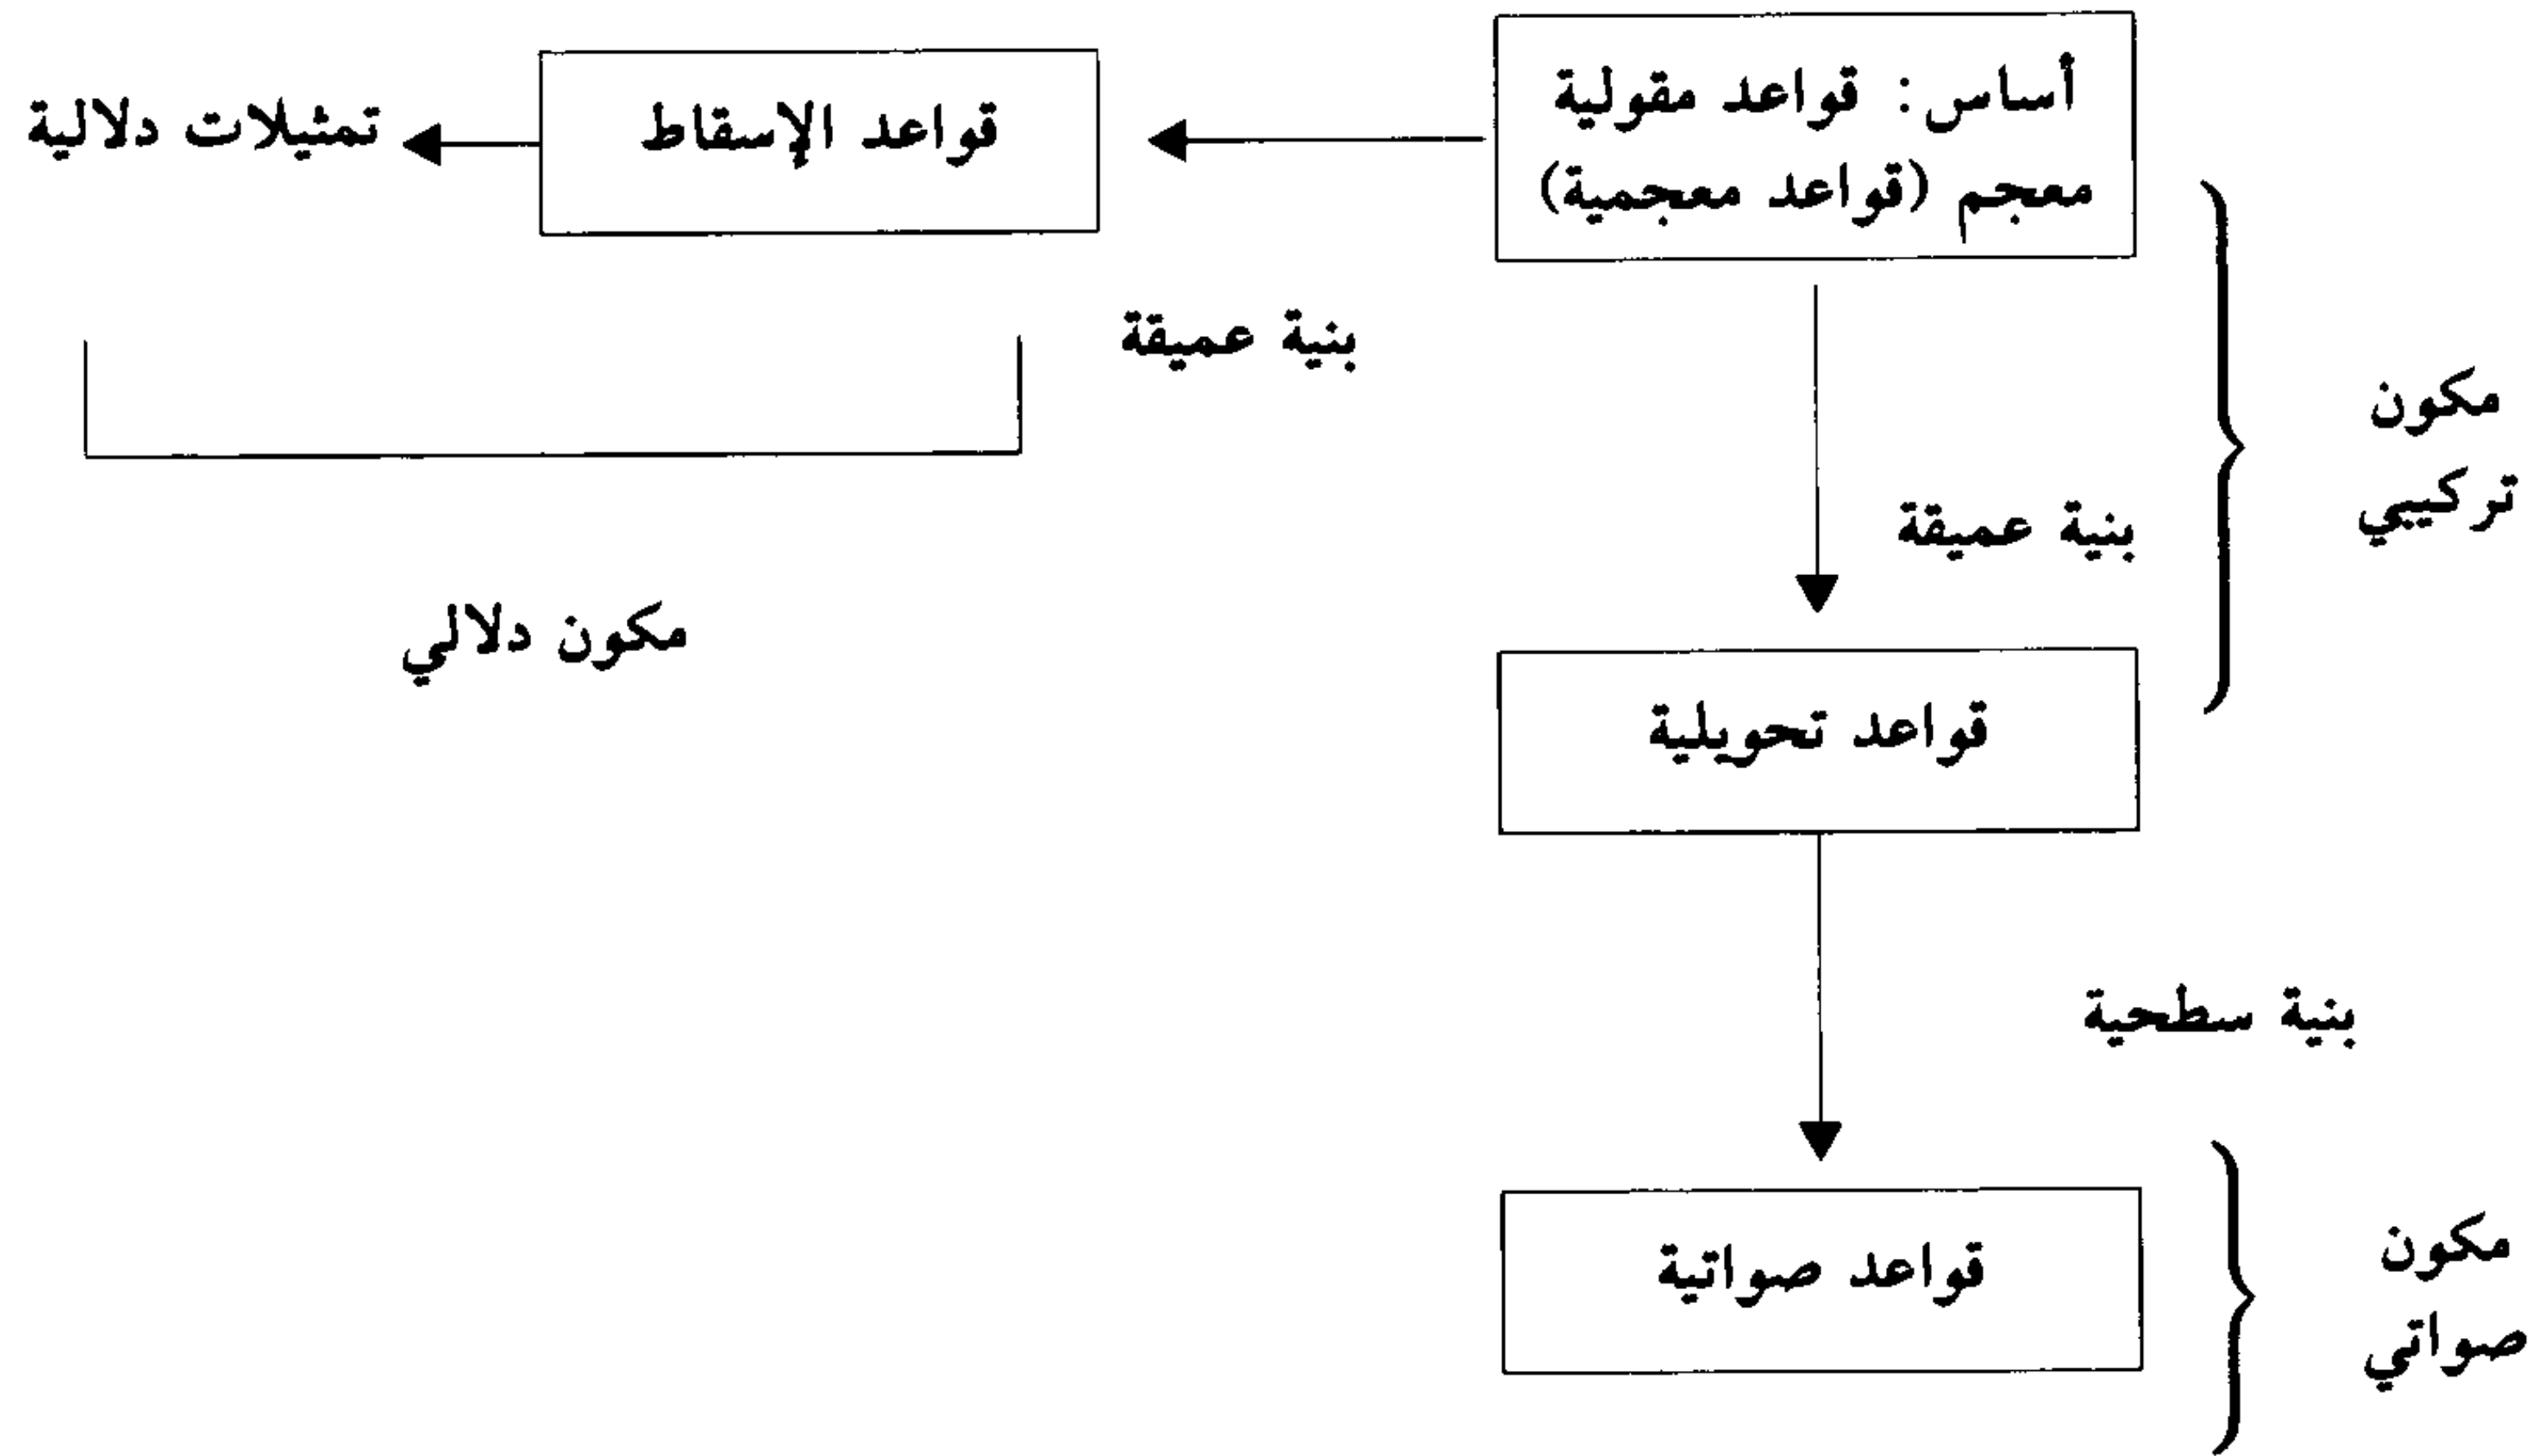 أساس: قواعد مقولية
معجم (قواعد معجمية)
قواعد الإسقاط
تمثيلات دلالية
بنية عميقة
مكون
تركيبي
بنية عميقة
مكون دلالي
قواعد تحويلية
بنية سطحية
قواعد صواتية
مكون
صواتي